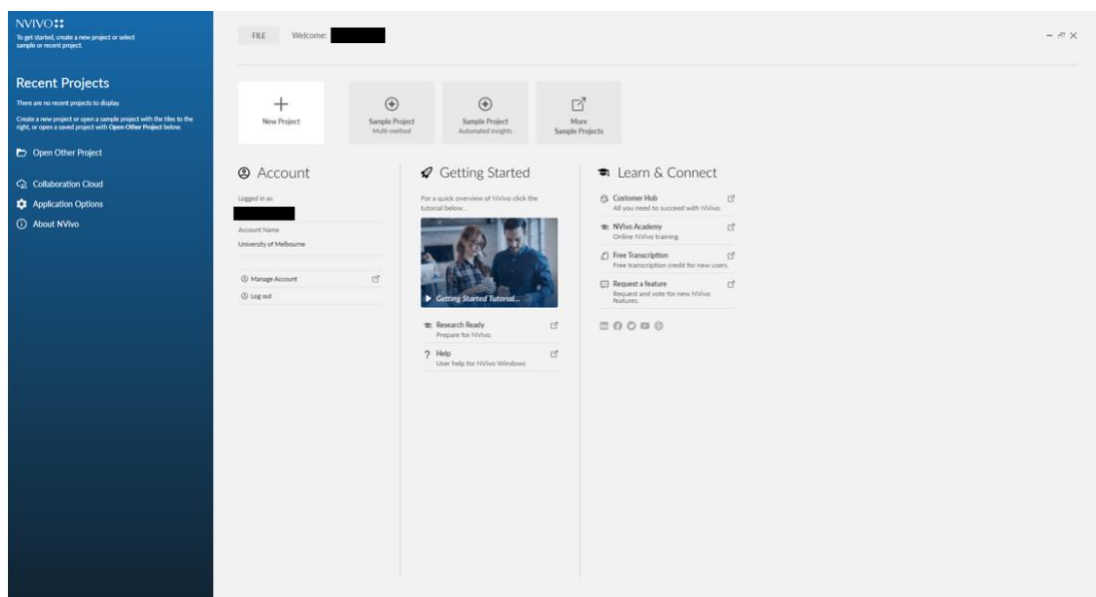 NVIVO
To get started, create a new project or select
sample or recent project.
Recent Projects
There are no recent projects to display.
Create a new project or open a sample project with the tiles to the
right, or open a saved project with Open Other Project below.
Open Other Project
Collaboration Cloud
Application Options
About NVivo
FILE
Welcome:
New Project
Sample Project
Multi-method
Sample Project
Automated Insights
More
Sample Projects
Account
Logged in as:
Account Name
University of Melbourne
Manage Account
Log out
Getting Started
For a quick overview of NVivo click the
tutorial below...
Getting Started Tutorial...
Research Ready
Prepare for NVivo.
Help
User help for NVivo Windows
Learn & Connect
Customer Hub
All you need to succeed with NVivo.
NVivo Academy
Online NVivo training.
Free Transcription
Free transcription credit for new users.
Request a feature
Request and vote for new NVivo
features.